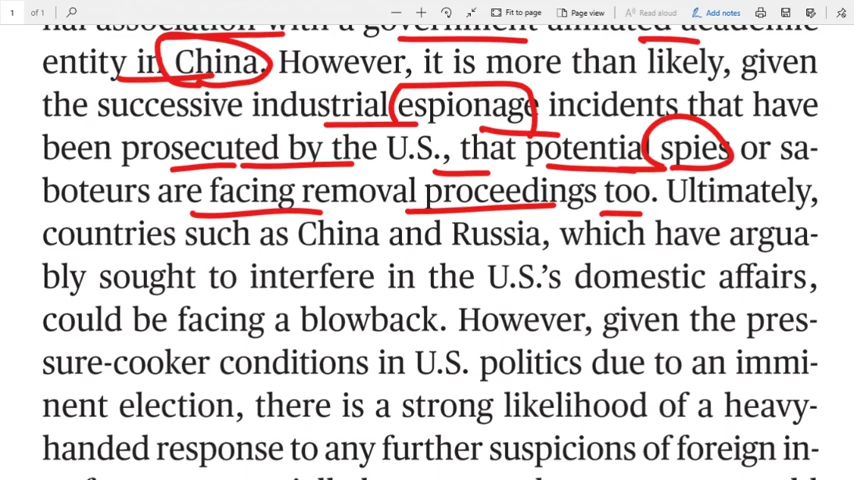 1 of 1 Fit to page Page view Read aloud Add notes
entity in China. However, it is more than likely, given
the successive industrial espionage incidents that have
been prosecuted by the U.S., that potential spies or sa-
boteurs are facing removal proceedings too. Ultimately,
countries such as China and Russia, which have argua-
bly sought to interfere in the U.S.’s domestic affairs,
could be facing a blowback. However, given the pres-
sure-cooker conditions in U.S. politics due to an immi-
nent election, there is a strong likelihood of a heavy-
handed response to any further suspicions of foreign in-